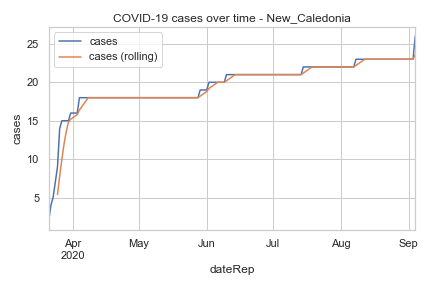 COVID-19 cases over time - New_Caledonia
cases
cases (rolling)
25
20
15
10
5
cases
Apr May Jun Jul Aug Sep
2020
dateRep